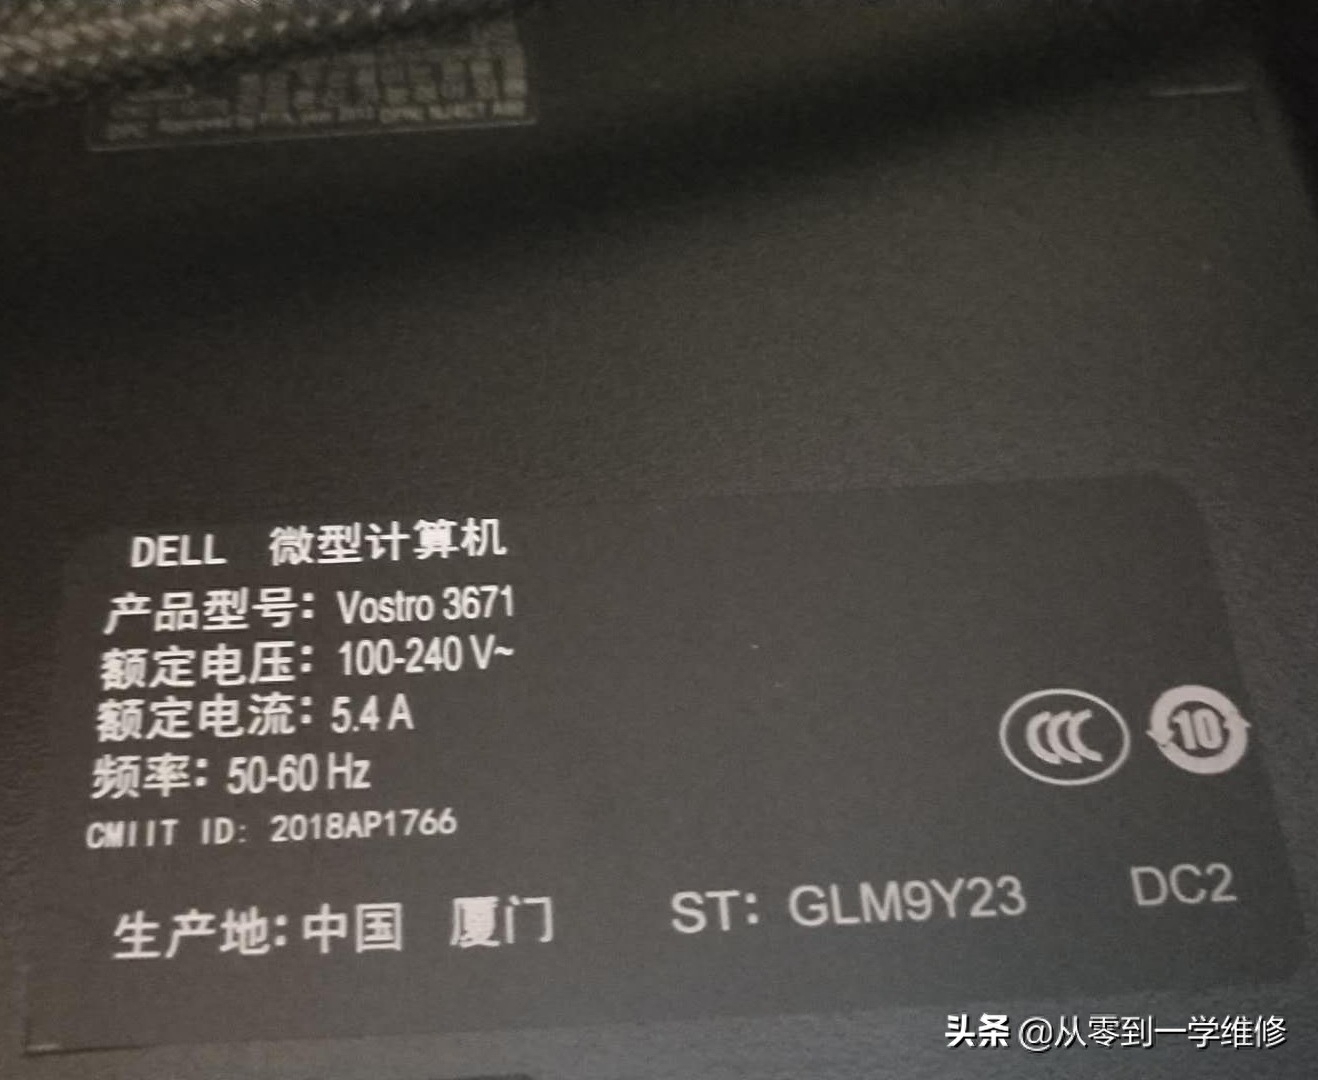 DELL 微型计算机
产品型号：Vostro 3671
额定电压：100-240 V~
额定电流：5.4 A
频率：50-60 Hz
CMIIT ID: 2018AP1766
CCC
10
生产地：中国 厦门 ST: GLM9Y23 DC2
头条 @从零到一学维修